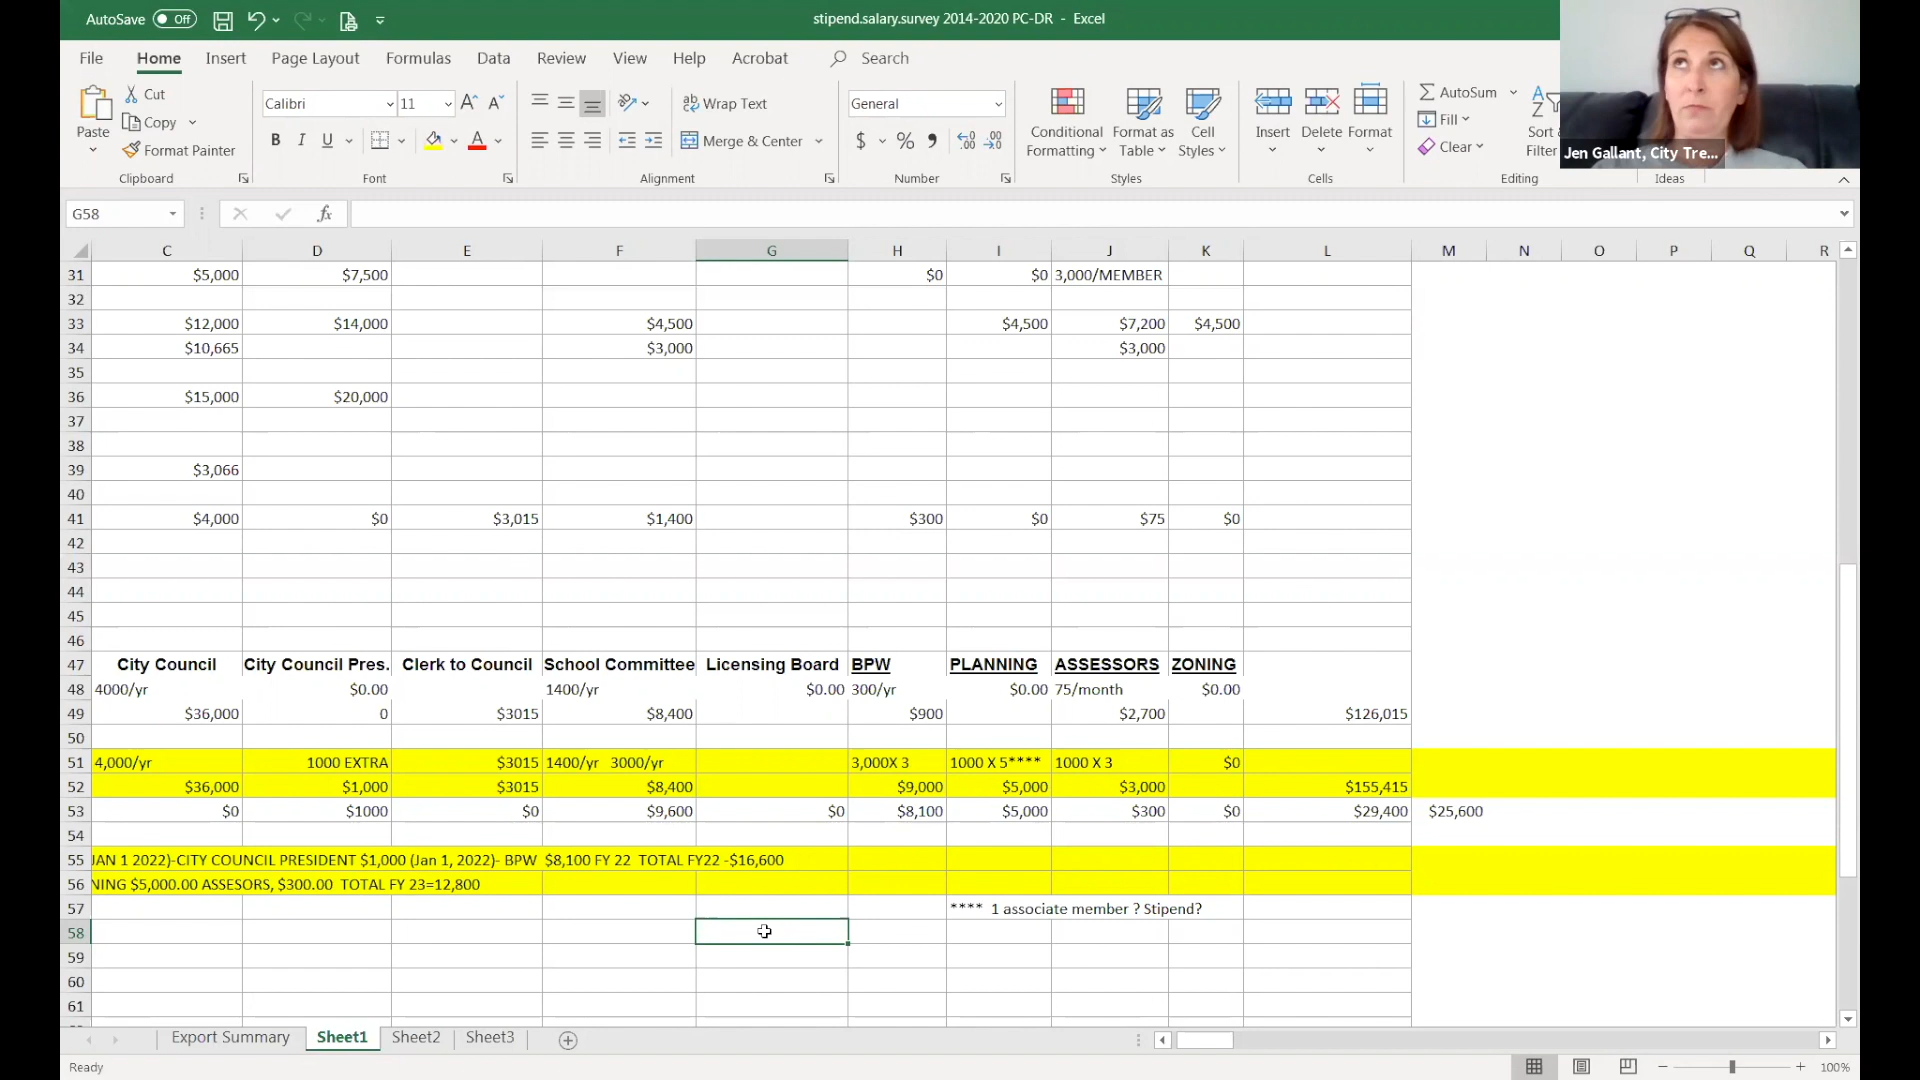 AutoSave Off
stipend.salary.survey 2014-2020 PC-DR - Excel
File Home Insert Page Layout Formulas Data Review View Help Acrobat Search
Paste
Cut
Copy
Format Painter
Clipboard
Calibri 11
B I U
Font
Wrap Text
Merge & Center
Alignment
General
$ % 9
Number
Conditional Formatting
Format as Table
Cell Styles
Styles
Insert Delete Format
Cells
AutoSum
Fill
Clear
Sort &
Filter
Editing
Ideas
Jen Gallant, City Tre...
G58 fx
C D E F G H I J K L M N O P Q R
31 $5,000 $7,500 $0 $0 3,000/MEMBER
32
33 $12,000 $14,000 $4,500 $4,500 $7,200 $4,500
34 $10,665 $3,000 $3,000
35
36 $15,000 $20,000
37
38
39 $3,066
40
41 $4,000 $0 $3,015 $1,400 $300 $0 $75 $0
42
43
44
45
46
47 City Council City Council Pres. Clerk to Council School Committee Licensing Board BPW PLANNING ASSESSORS ZONING
48 4000/yr $0.00 1400/yr $0.00 300/yr $0.00 75/month $0.00
49 $36,000 0 $3015 $8,400 $900 $2,700 $126,015
50
51 4,000/yr 1000 EXTRA $3015 1400/yr 3000/yr 3,000X 3 1000 X 5**** 1000 X 3 $0
52 $36,000 $1,000 $3015 $8,400 $9,000 $5,000 $3,000 $155,415
53 $0 $1000 $0 $9,600 $0 $8,100 $5,000 $300 $0 $29,400 $25,600
54
55 JAN 1 2022)-CITY COUNCIL PRESIDENT $1,000 (Jan 1, 2022)- BPW $8,100 FY 22 TOTAL FY22 -$16,600
56 NING $5,000.00 ASSESORS, $300.00 TOTAL FY 23=12,800
57 **** 1 associate member ? Stipend?
58
59
60
61
Export Summary Sheet1 Sheet2 Sheet3
Ready
100%